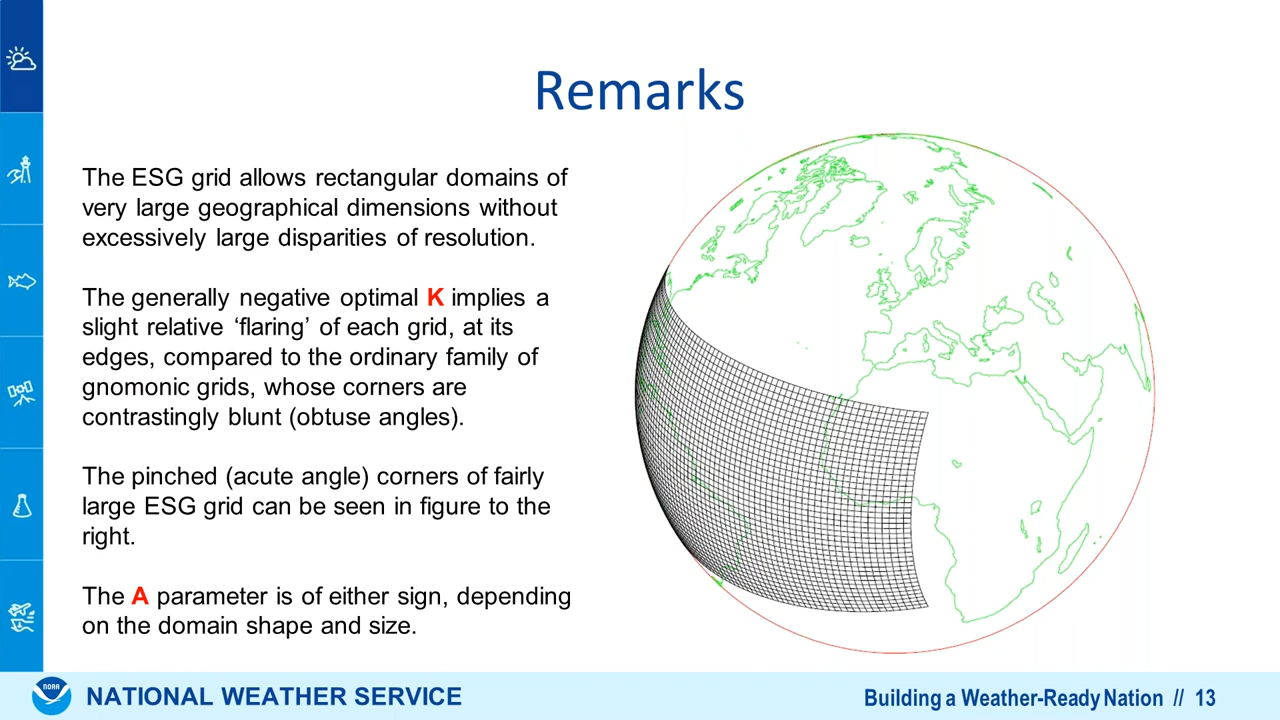 Remarks
The ESG grid allows rectangular domains of
very large geographical dimensions without
excessively large disparities of resolution.
The generally negative optimal K implies a
slight relative ‘flaring’ of each grid, at its
edges, compared to the ordinary family of
gnomonic grids, whose corners are
contrastingly blunt (obtuse angles).
The pinched (acute angle) corners of fairly
large ESG grid can be seen in figure to the
right.
The A parameter is of either sign, depending
on the domain shape and size.
NOAA
NATIONAL WEATHER SERVICE
Building a Weather-Ready Nation // 13